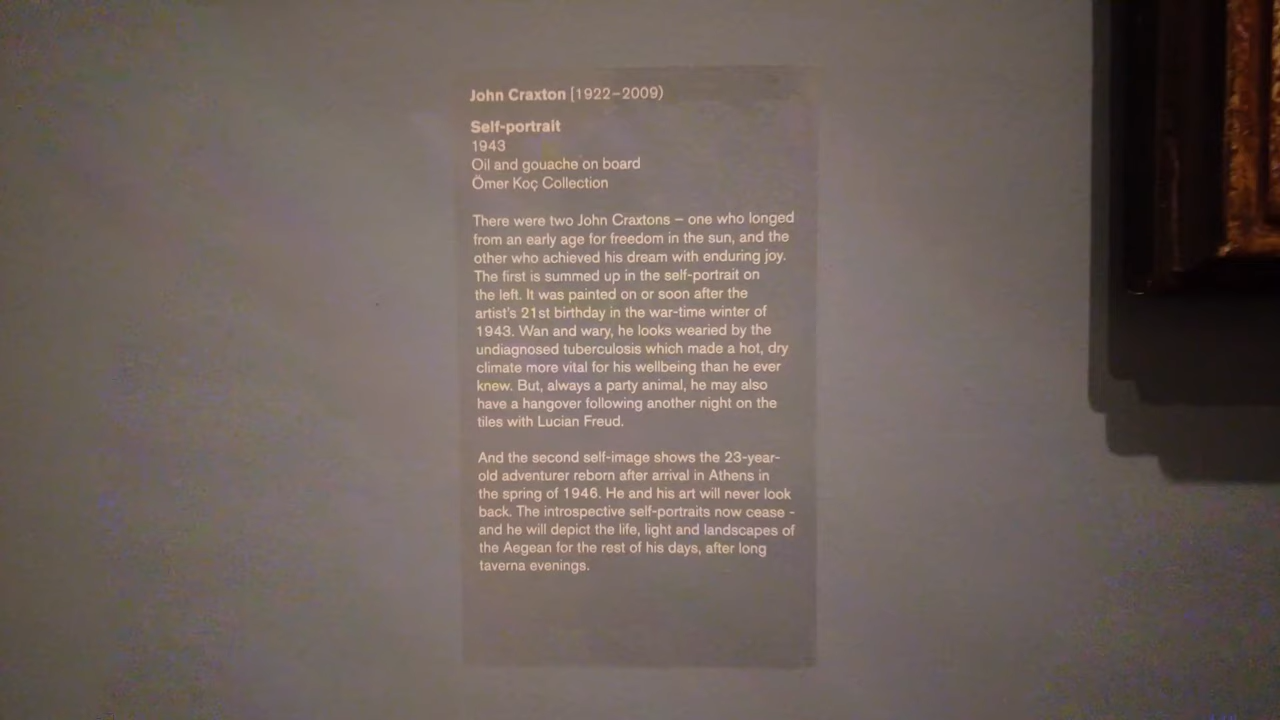 John Craxton (1922–2009)
Self-portrait
1943
Oil and gouache on board
Ömer Koç Collection
There were two John Craxtons – one who longed
from an early age for freedom in the sun, and the
other who achieved his dream with enduring joy.
The first is summed up in the self-portrait on
the left. It was painted on or soon after the
artist's 21st birthday in the war-time winter of
1943. Wan and wary, he looks wearied by the
undiagnosed tuberculosis which made a hot, dry
climate more vital for his wellbeing than he ever
knew. But, always a party animal, he may also
have a hangover following another night on the
tiles with Lucian Freud.
And the second self-image shows the 23-year-
old adventurer reborn after arrival in Athens in
the spring of 1946. He and his art will never look
back. The introspective self-portraits now cease -
and he will depict the life, light and landscapes of
the Aegean for the rest of his days, after long
taverna evenings.